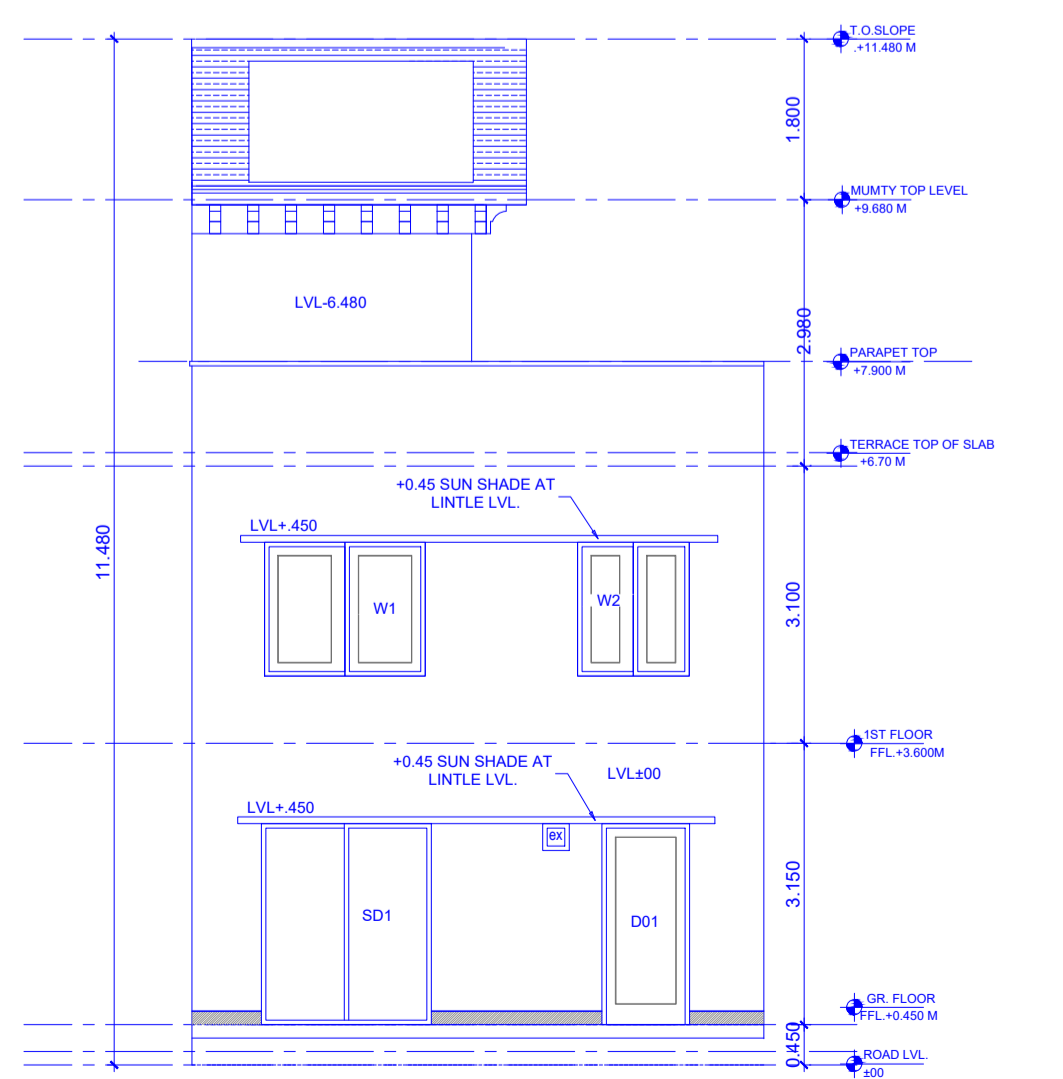 T.O.SLOPE
.+11.480 M
1.800
MUMTY TOP LEVEL
+9.680 M
LVL-6.480
2.980
PARAPET TOP
+7.900 M
TERRACE TOP OF SLAB
+6.70 M
+0.45 SUN SHADE AT
LINTLE LVL.
LVL+.450
11.480
W1
W2
3.100
1ST FLOOR
FFL.+3.600M
+0.45 SUN SHADE AT
LINTLE LVL.
LVL±00
LVL+.450
ex
3.150
SD1
D01
GR. FLOOR
FFL.+0.450 M
0.450
ROAD LVL.
±00